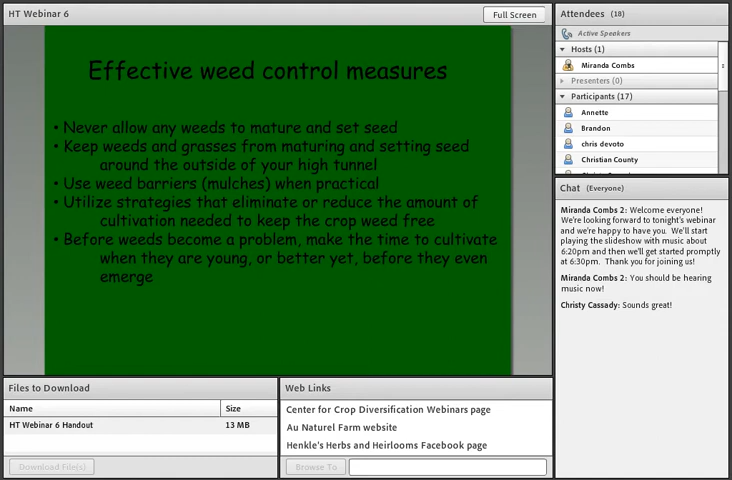 HT Webinar 6
Full Screen
Effective weed control measures
• Never allow any weeds to mature and set seed
• Keep weeds and grasses from maturing and setting seed
around the outside of your high tunnel
• Use weed barriers (mulches) when practical
• Utilize strategies that eliminate or reduce the amount of
cultivation needed to keep the crop weed free
• Before weeds become a problem, make the time to cultivate
when they are young, or better yet, before they even
emerge
Files to Download
Name Size
HT Webinar 6 Handout 13 MB
Download File(s)
Web Links
Center for Crop Diversification Webinars page
Au Naturel Farm website
Henkle's Herbs and Heirlooms Facebook page
Browse To
Attendees (18)
Active Speakers
Hosts (1)
Miranda Combs
Presenters (0)
Participants (17)
Annette
Brandon
chris devoto
Christian County
Chat (Everyone)
Miranda Combs 2: Welcome everyone!
We're looking forward to tonight's webinar
and we're happy to have you. We'll start
playing the slideshow with music about
6:20pm and then we'll get started promptly
at 6:30pm. Thank you for joining us!
Miranda Combs 2: You should be hearing
music now!
Christy Cassady: Sounds great!